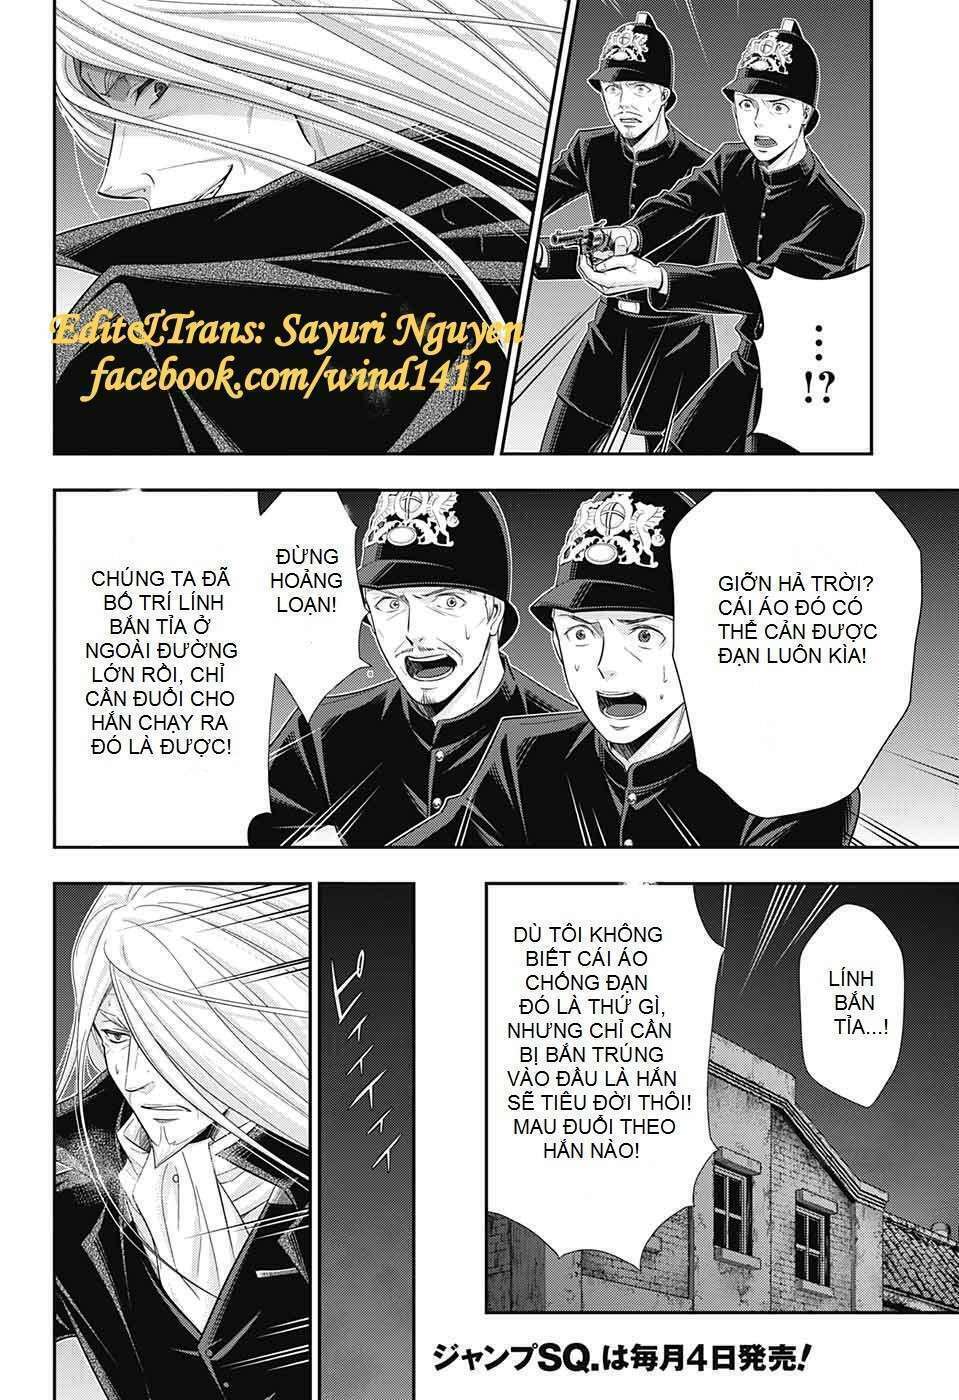 ...
!?
Edit&Trans: Sayuri Nguyen
facebook.com/wind1412
GIỠN HẢ TRỜI?
CÁI ÁO ĐÓ CÓ
THỂ CẢN ĐƯỢC
ĐẠN LUÔN KÌA!
ĐỪNG
HOẢNG
LOẠN!
CHÚNG TA ĐÃ
BỐ TRÍ LÍNH
BẮN TỈA Ở
NGOÀI ĐƯỜNG
LỚN RỒI, CHỈ
CẦN ĐUỔI CHO
HẮN CHẠY RA
ĐÓ LÀ ĐƯỢC!
LÍNH
BẮN
TỈA...!
DÙ TÔI KHÔNG
BIẾT CÁI ÁO
CHỐNG ĐẠN
ĐÓ LÀ THỨ GÌ,
NHƯNG CHỈ CẦN
BỊ BẮN TRÚNG
VÀO ĐẦU LÀ HẮN
SẼ TIÊU ĐỜI THÔI!
MAU ĐUỔI THEO
HẮN NÀO!
ピィィィィ
ジャンプSQ.は毎月4日発売!